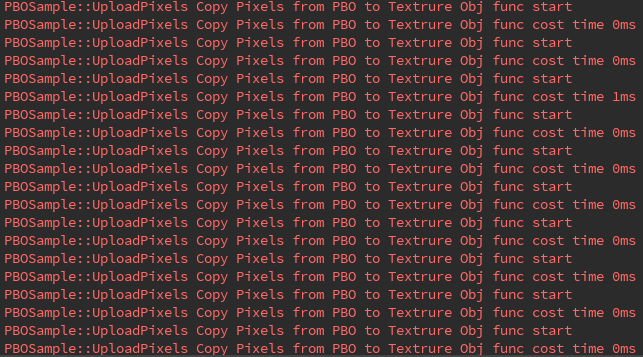 PBOSample::UploadPixels Copy Pixels from PBO to Textrure Obj func start
PBOSample::UploadPixels Copy Pixels from PBO to Textrure Obj func cost time 0ms
PBOSample::UploadPixels Copy Pixels from PBO to Textrure Obj func start
PBOSample::UploadPixels Copy Pixels from PBO to Textrure Obj func cost time 0ms
PBOSample::UploadPixels Copy Pixels from PBO to Textrure Obj func start
PBOSample::UploadPixels Copy Pixels from PBO to Textrure Obj func cost time 1ms
PBOSample::UploadPixels Copy Pixels from PBO to Textrure Obj func start
PBOSample::UploadPixels Copy Pixels from PBO to Textrure Obj func cost time 0ms
PBOSample::UploadPixels Copy Pixels from PBO to Textrure Obj func start
PBOSample::UploadPixels Copy Pixels from PBO to Textrure Obj func cost time 0ms
PBOSample::UploadPixels Copy Pixels from PBO to Textrure Obj func start
PBOSample::UploadPixels Copy Pixels from PBO to Textrure Obj func cost time 0ms
PBOSample::UploadPixels Copy Pixels from PBO to Textrure Obj func start
PBOSample::UploadPixels Copy Pixels from PBO to Textrure Obj func cost time 0ms
PBOSample::UploadPixels Copy Pixels from PBO to Textrure Obj func start
PBOSample::UploadPixels Copy Pixels from PBO to Textrure Obj func cost time 0ms
PBOSample::UploadPixels Copy Pixels from PBO to Textrure Obj func start
PBOSample::UploadPixels Copy Pixels from PBO to Textrure Obj func cost time 0ms
PBOSample::UploadPixels Copy Pixels from PBO to Textrure Obj func start
PBOSample::UploadPixels Copy Pixels from PBO to Textrure Obj func cost time 0ms